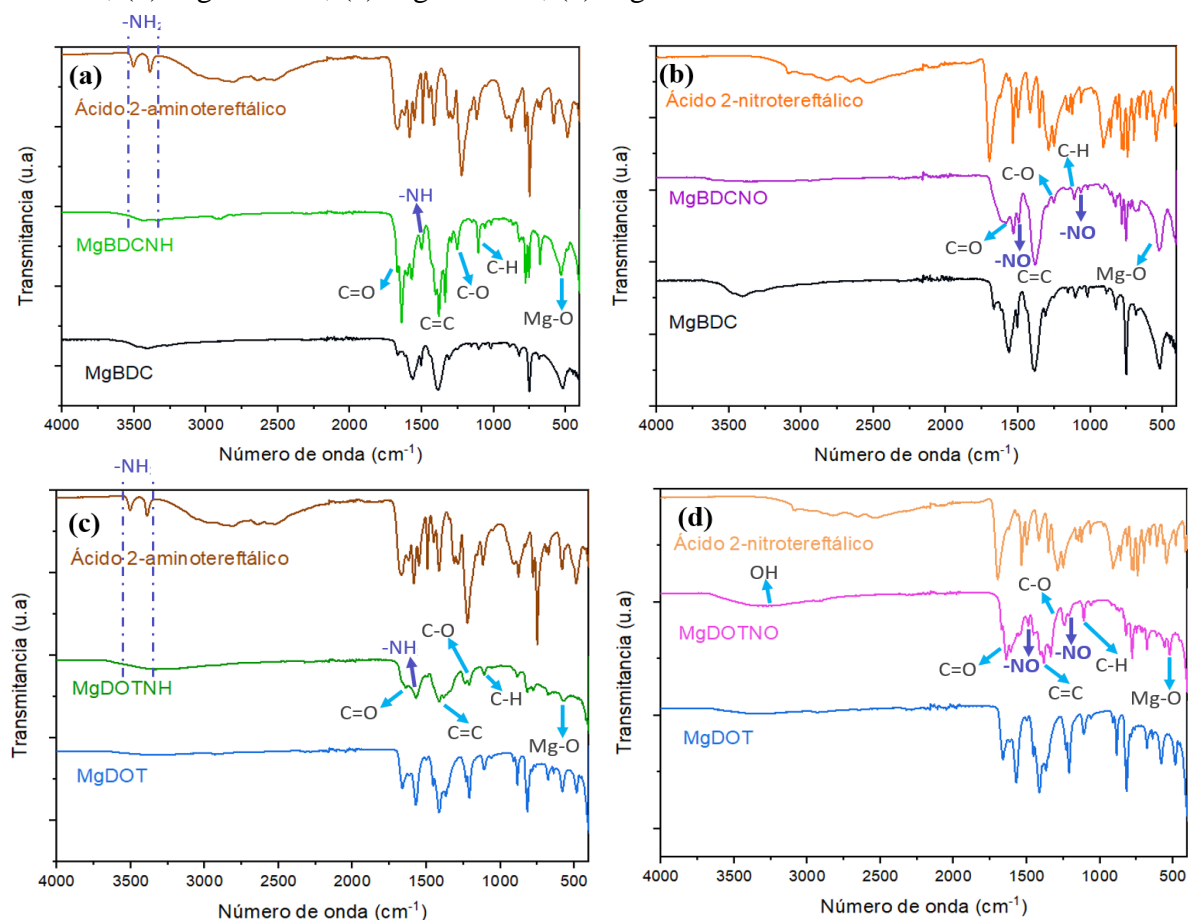 -NH₂
(a)
Ácido 2-aminotereftálico
-NH
MgBDCNH
C=O
C=C
C-O
C-H
Mg-O
MgBDC
Transmitancia (u.a)
4000 3500 3000 2500 2000 1500 1000 500
Número de onda (cm-1)
(b)
Ácido 2-nitrotereftálico
C-H
C-O
MgBDCNO
C=O
-NO
-NO
C=C
Mg-O
MgBDC
Transmitancia (u.a)
4000 3500 3000 2500 2000 1500 1000 500
Número de onda (cm-1)
-NH
(c)
Ácido 2-aminotereftálico
C-O
-NH
MgDOTNH
C=O
C-H
C=C
Mg-O
MgDOT
Transmitancia (u.a)
4000 3500 3000 2500 2000 1500 1000 500
Número de onda (cm-1)
(d)
Ácido 2-nitrotereftálico
OH
C-O
MgDOTNO
C=O
-NO
-NO
C-H
C=C
Mg-O
MgDOT
Transmitancia (u.a)
4000 3500 3000 2500 2000 1500 1000 500
Número de onda (cm-1)